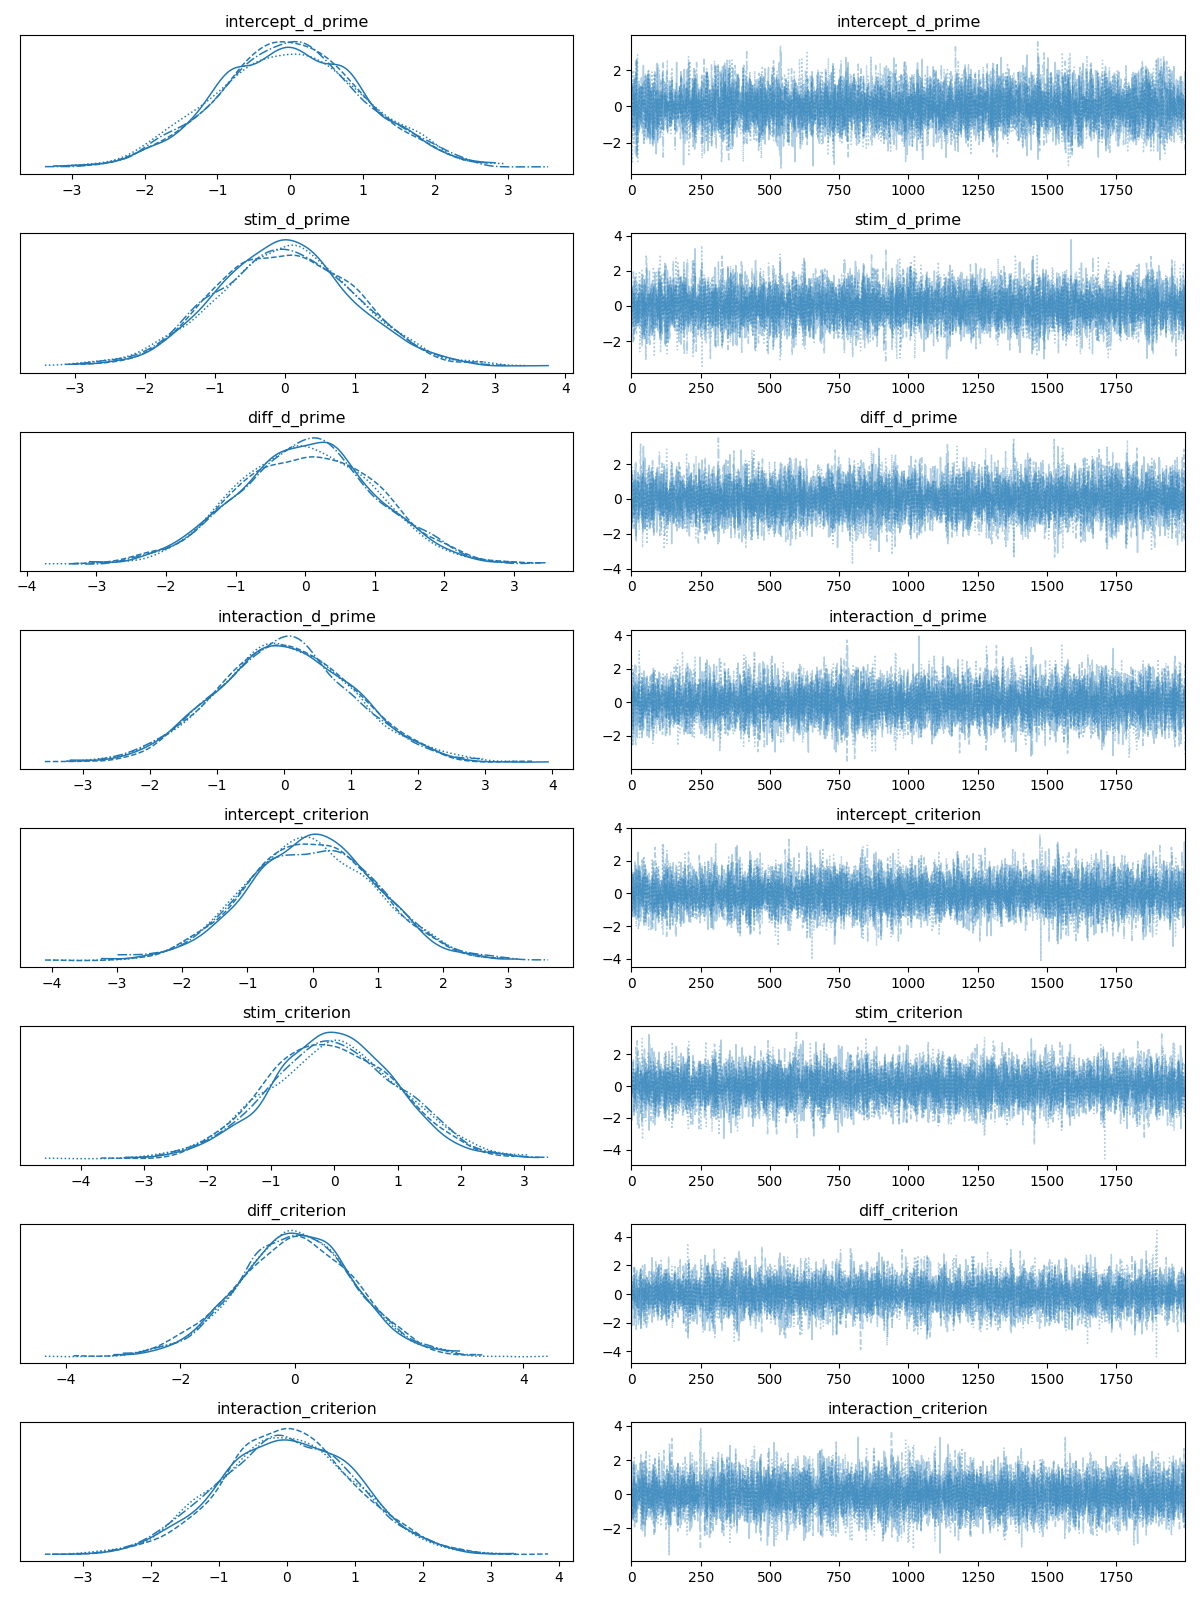 intercept_d_prime intercept_d_prime
2
0
−2
−3 −2 −1 0 1 2 3 0 250 500 750 1000 1250 1500 1750
stim_d_prime stim_d_prime
4
2
0
−2
−3 −2 −1 0 1 2 3 4 0 250 500 750 1000 1250 1500 1750
diff_d_prime diff_d_prime
2
0
−2
−4
−4 −3 −2 −1 0 1 2 3 0 250 500 750 1000 1250 1500 1750
interaction_d_prime interaction_d_prime
4
2
0
−2
−3 −2 −1 0 1 2 3 4 0 250 500 750 1000 1250 1500 1750
intercept_criterion intercept_criterion
4
2
0
−2
−4
−4 −3 −2 −1 0 1 2 3 0 250 500 750 1000 1250 1500 1750
stim_criterion stim_criterion
2
0
−2
−4
−4 −3 −2 −1 0 1 2 3 0 250 500 750 1000 1250 1500 1750
diff_criterion diff_criterion
4
2
0
−2
−4
−4 −2 0 2 4 0 250 500 750 1000 1250 1500 1750
interaction_criterion interaction_criterion
4
2
0
−2
−3 −2 −1 0 1 2 3 4 0 250 500 750 1000 1250 1500 1750